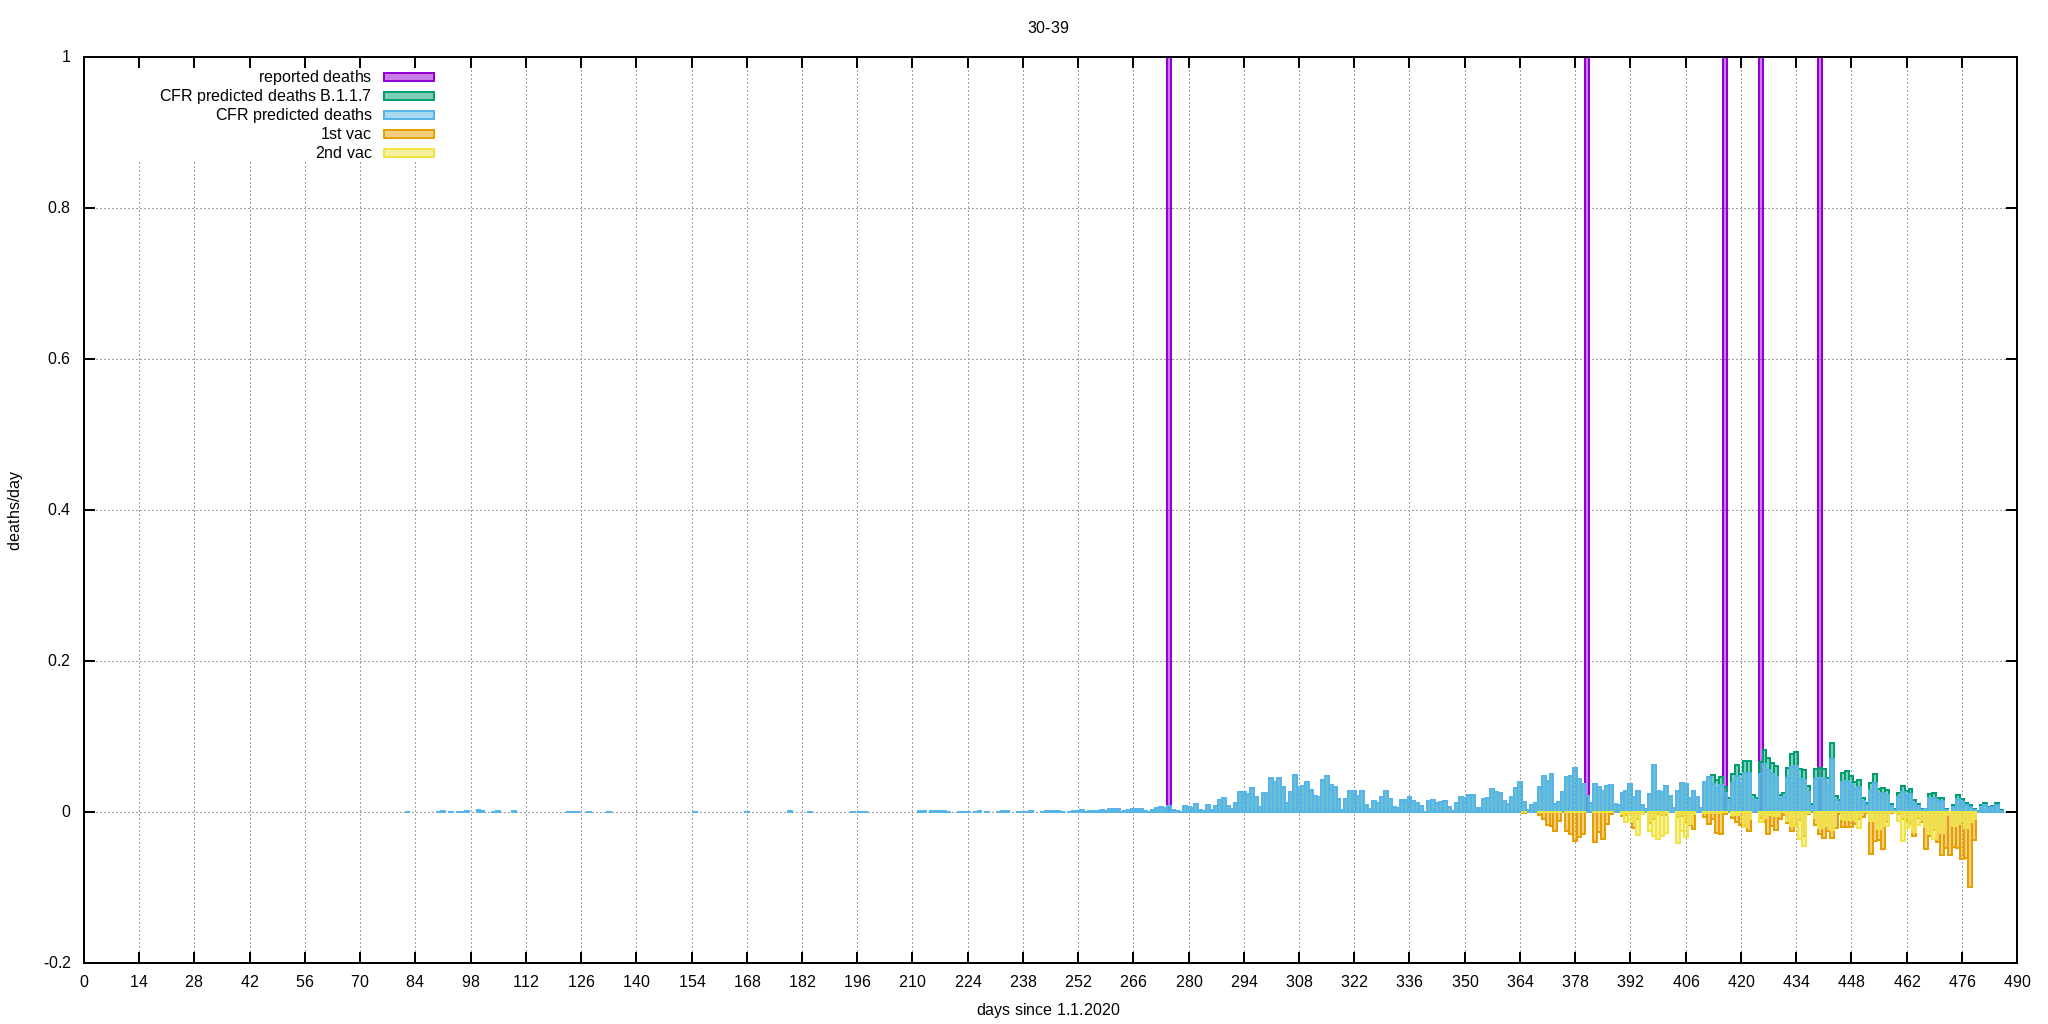 30-39
1
reported deaths
CFR predicted deaths B.1.1.7
CFR predicted deaths
1st vac
2nd vac
0.8
0.6
0.4
0.2
0
-0.2
deaths/day
0 14 28 42 56 70 84 98 112 126 140 154 168 182 196 210 224 238 252 266 280 294 308 322 336 350 364 378 392 406 420 434 448 462 476 490
days since 1.1.2020